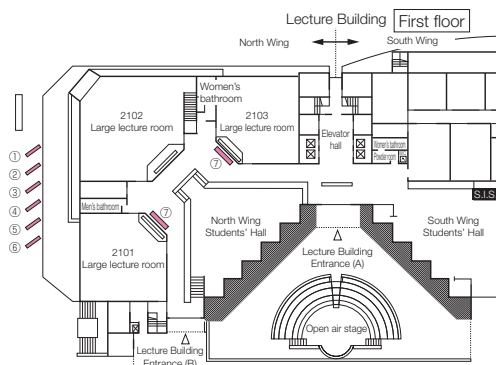 Lecture Building First floor
North Wing
South Wing
Women's
bathroom
2102
Large lecture room
2103
Large lecture room
Elevator
hall
Women's bathroom
Powder room
①
②
③
④
⑤
⑥
⑦
S.I.S
Men's bathroom
⑦
North Wing
Students' Hall
South Wing
Students' Hall
2101
Large lecture room
Lecture Building
Entrance (A)
Open air stage
Lecture Building
Entrance (B)